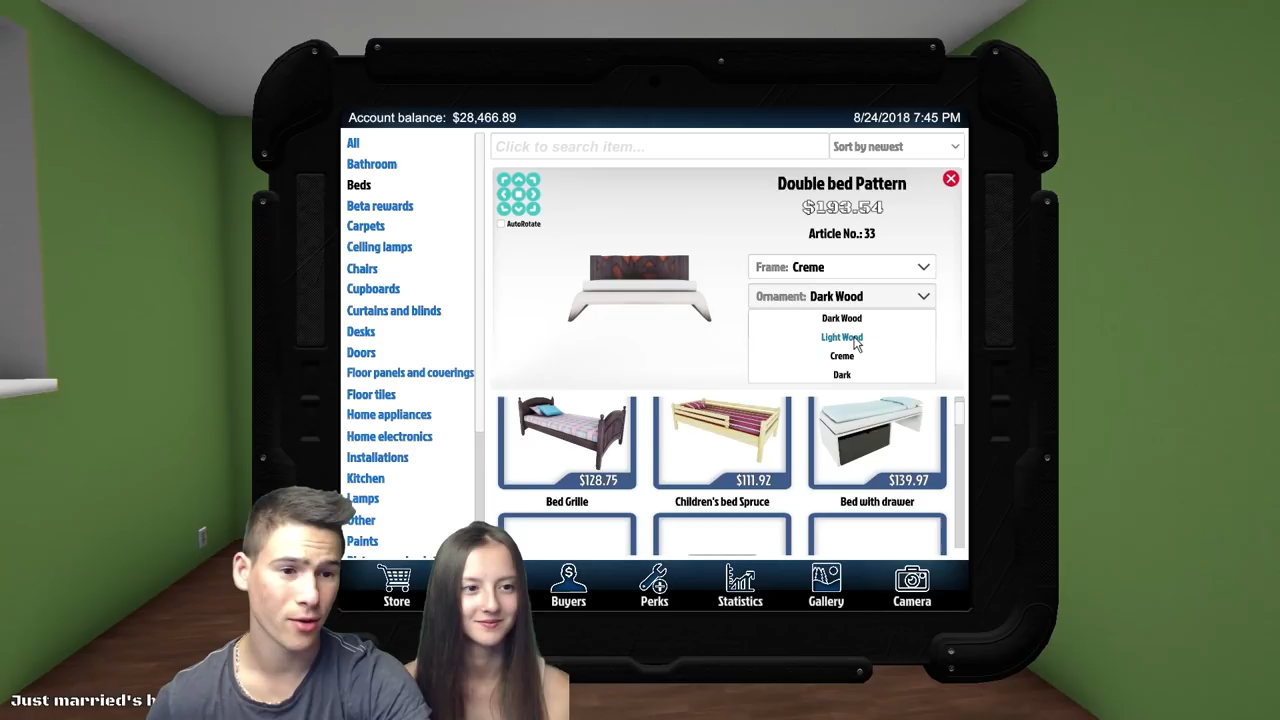 Account balance: $28,466.89
8/24/2018 7:45 PM
All
Bathroom
Beds
Beta rewards
Carpets
Ceiling lamps
Chairs
Cupboards
Curtains and blinds
Desks
Doors
Floor panels and coverings
Floor tiles
Home appliances
Home electronics
Installations
Kitchen
Lamps
Other
Paints
Click to search item...
Sort by newest
AutoRotate
Double bed Pattern
$193.54
Article No.: 33
Frame: Creme
Ornament: Dark Wood
Dark Wood
Light Wood
Creme
Dark
$128.75
$111.92
$139.97
Bed Grille
Children's bed Spruce
Bed with drawer
Store
Buyers
Perks
Statistics
Gallery
Camera
Just married's